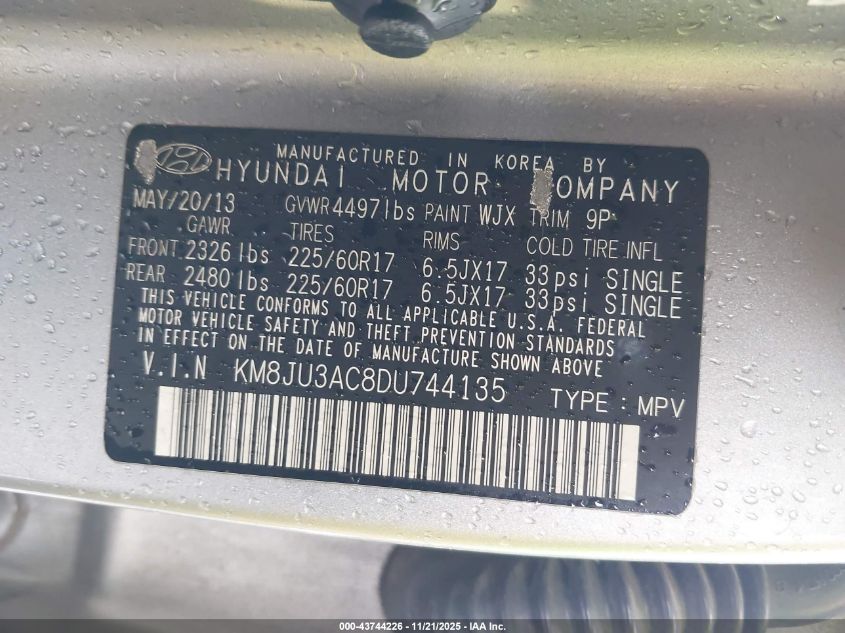 MANUFACTURED IN KOREA BY
HYUNDAI MOTOR COMPANY
MAY/20/13 GVWR 4497lbs PAINT WJX TRIM 9P
GAWR TIRES RIMS COLD TIRE INFL
FRONT 2326 lbs 225/60R17 6.5JX17 33psi SINGLE
REAR 2480 lbs 225/60R17 6.5JX17 33psi SINGLE
THIS VEHICLE CONFORMS TO ALL APPLICABLE U.S.A. FEDERAL
MOTOR VEHICLE SAFETY AND THEFT PREVENTION STANDARDS
IN EFFECT ON THE DATE OF MANUFACTURE SHOWN ABOVE
V.I.N KM8JU3AC8DU744135 TYPE : MPV
000-43744226 - 11/21/2025 - IAA Inc.